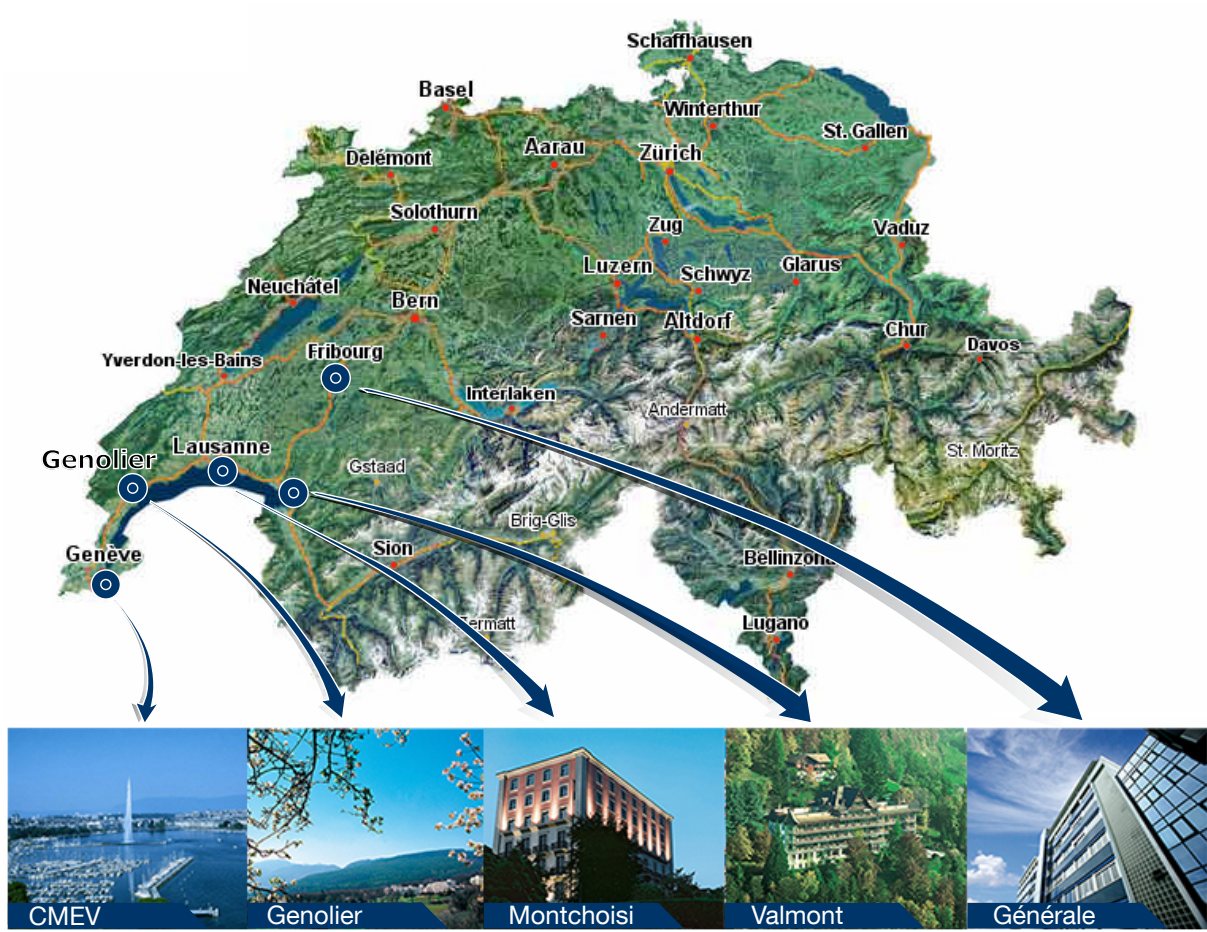 Schaffhausen
Basel
Winterthur
St. Gallen
Aarau
Zürich
Delémont
Solothurn
Zug
Vaduz
Luzern
Schwyz
Glarus
Neuchâtel
Bern
Sarnen
Altdorf
Chur
Davos
Yverdon-les-Bains
Fribourg
Interlaken
Andermatt
Lausanne
Genolier
Gstaad
St. Moritz
Brig-Glis
Genève
Sion
Bellinzona
Zermatt
Lugano
CMEV
Genolier
Montchoisi
Valmont
Générale